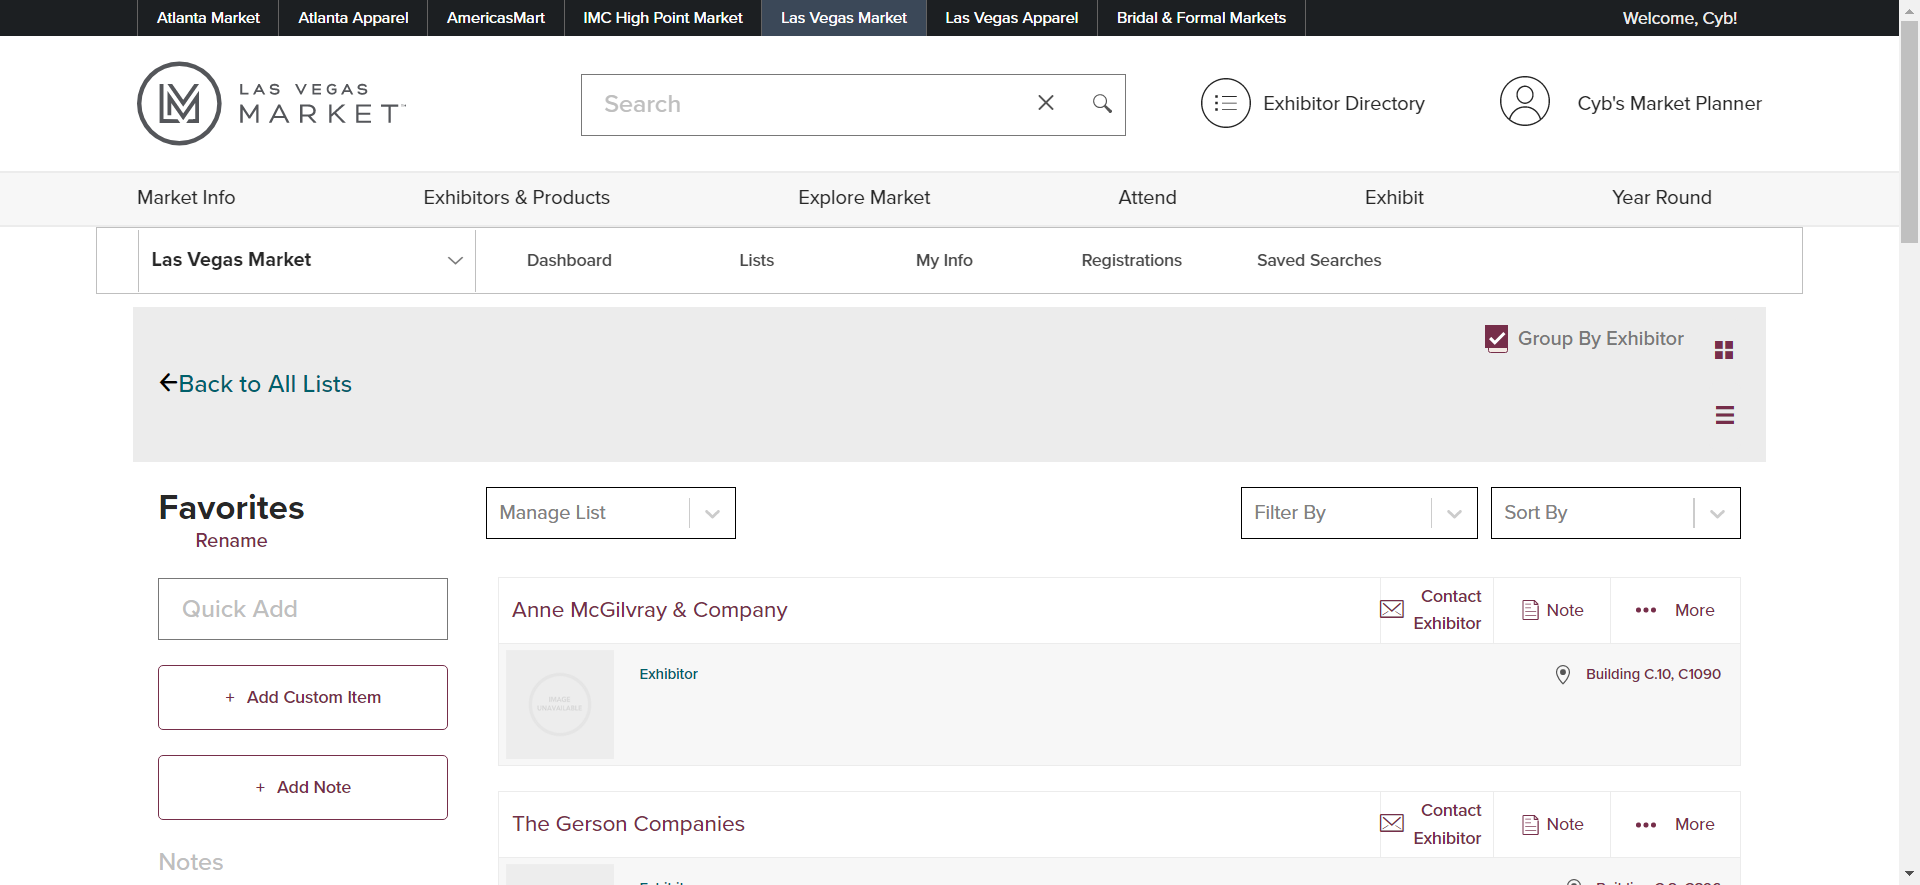 Atlanta Market
Atlanta Apparel
AmericasMart
IMC High Point Market
Las Vegas Market
Las Vegas Apparel
Bridal & Formal Markets
Welcome, Cyb!
LAS VEGAS
MARKET™
Search
Exhibitor Directory
Cyb's Market Planner
Market Info
Exhibitors & Products
Explore Market
Attend
Exhibit
Year Round
Las Vegas Market
Dashboard
Lists
My Info
Registrations
Saved Searches
Group By Exhibitor
Back to All Lists
Favorites
Rename
Manage List
Filter By
Sort By
Quick Add
+ Add Custom Item
+ Add Note
Notes
Anne McGilvray & Company
Contact
Exhibitor
Note
More
IMAGE
UNAVAILABLE
Exhibitor
Building C.10, C1090
The Gerson Companies
Contact
Exhibitor
Note
More